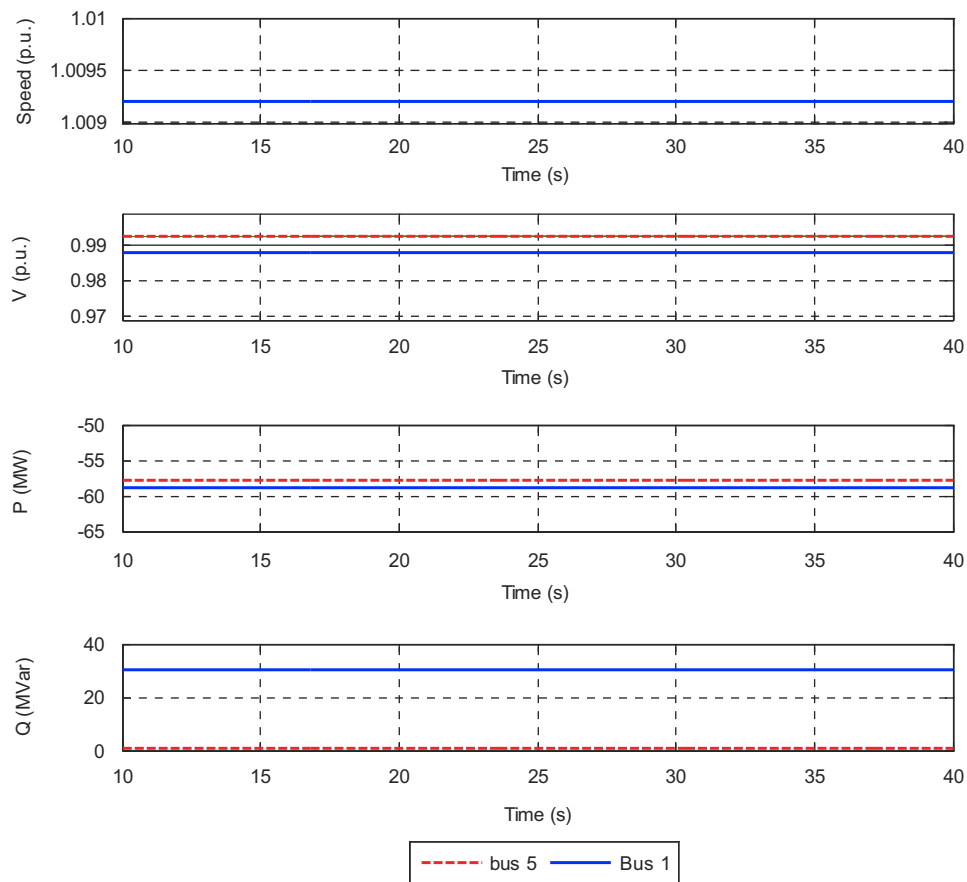 Speed (p.u.)
1.01
1.0095
1.009
10 15 20 25 30 35 40
Time (s)
V (p.u.)
0.99
0.98
0.97
10 15 20 25 30 35 40
Time (s)
P (MW)
-50
-55
-60
-65
10 15 20 25 30 35 40
Time (s)
Q (MVar)
40
20
0
10 15 20 25 30 35 40
Time (s)
bus 5 Bus 1